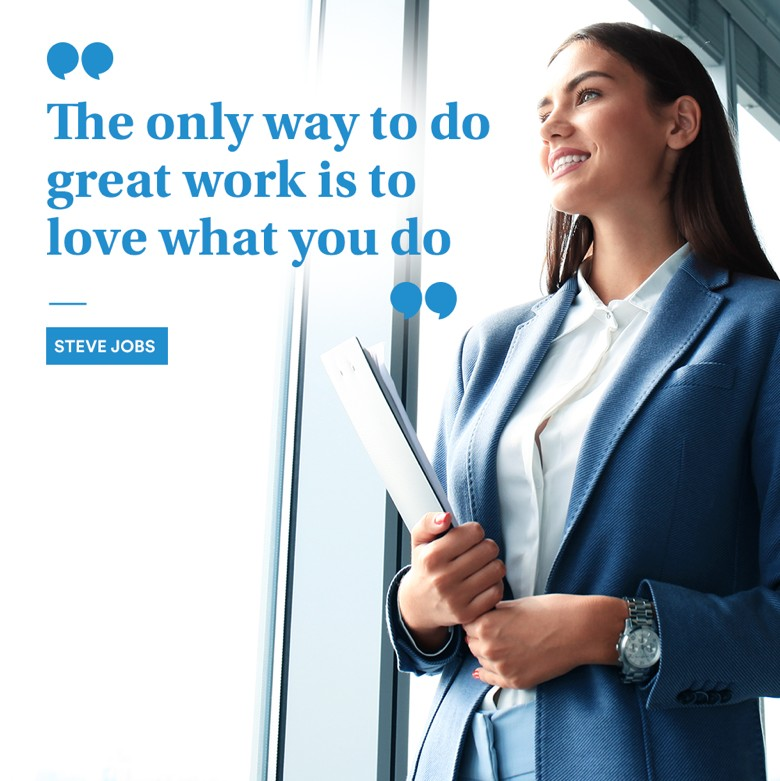 The only way to do
great work is to
love what you do
STEVE JOBS